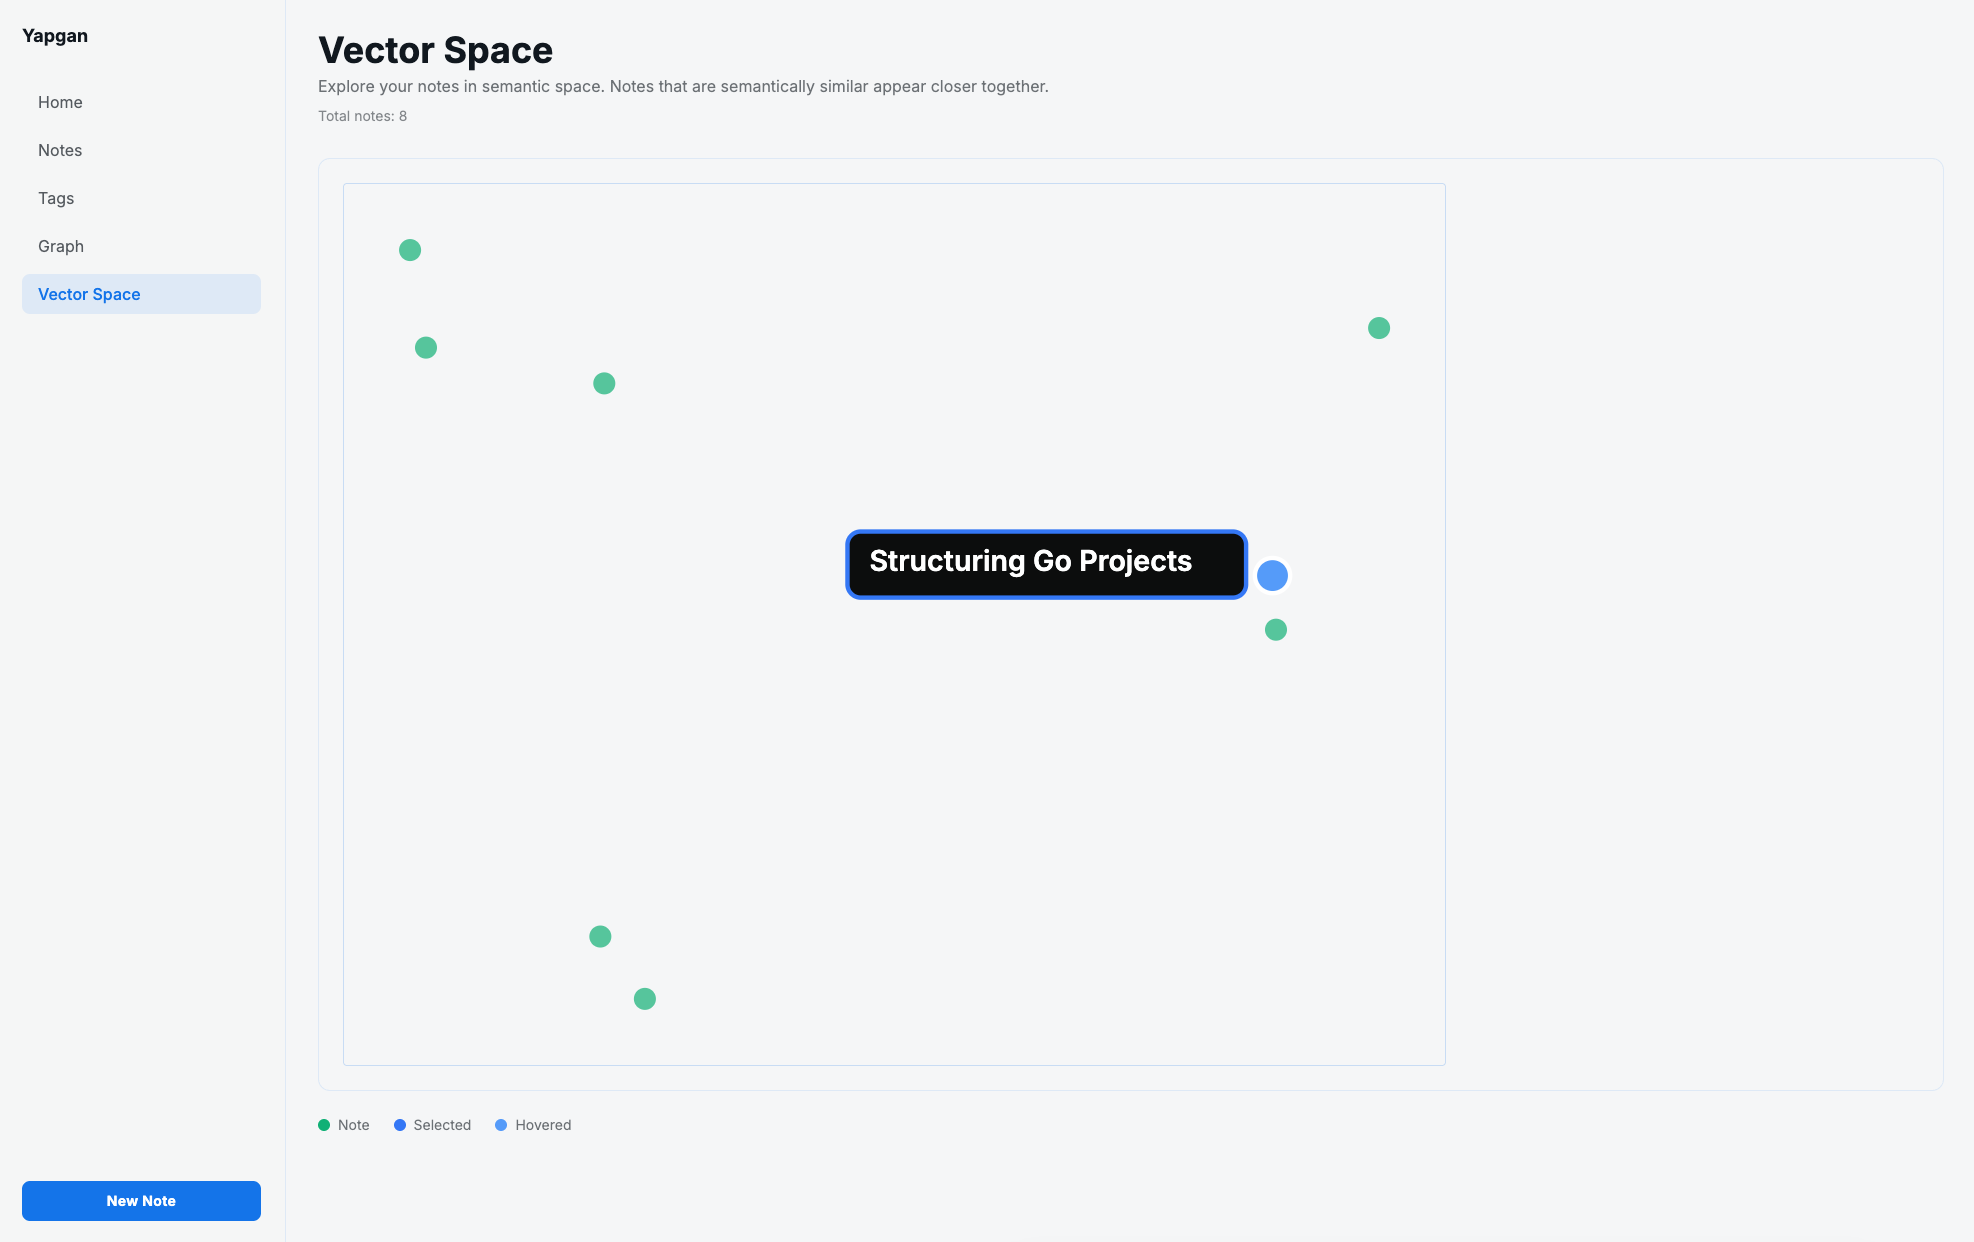 Yapgan
Home
Notes
Tags
Graph
Vector Space
New Note
Vector Space
Explore your notes in semantic space. Notes that are semantically similar appear closer together.
Total notes: 8
Structuring Go Projects
Note
Selected
Hovered